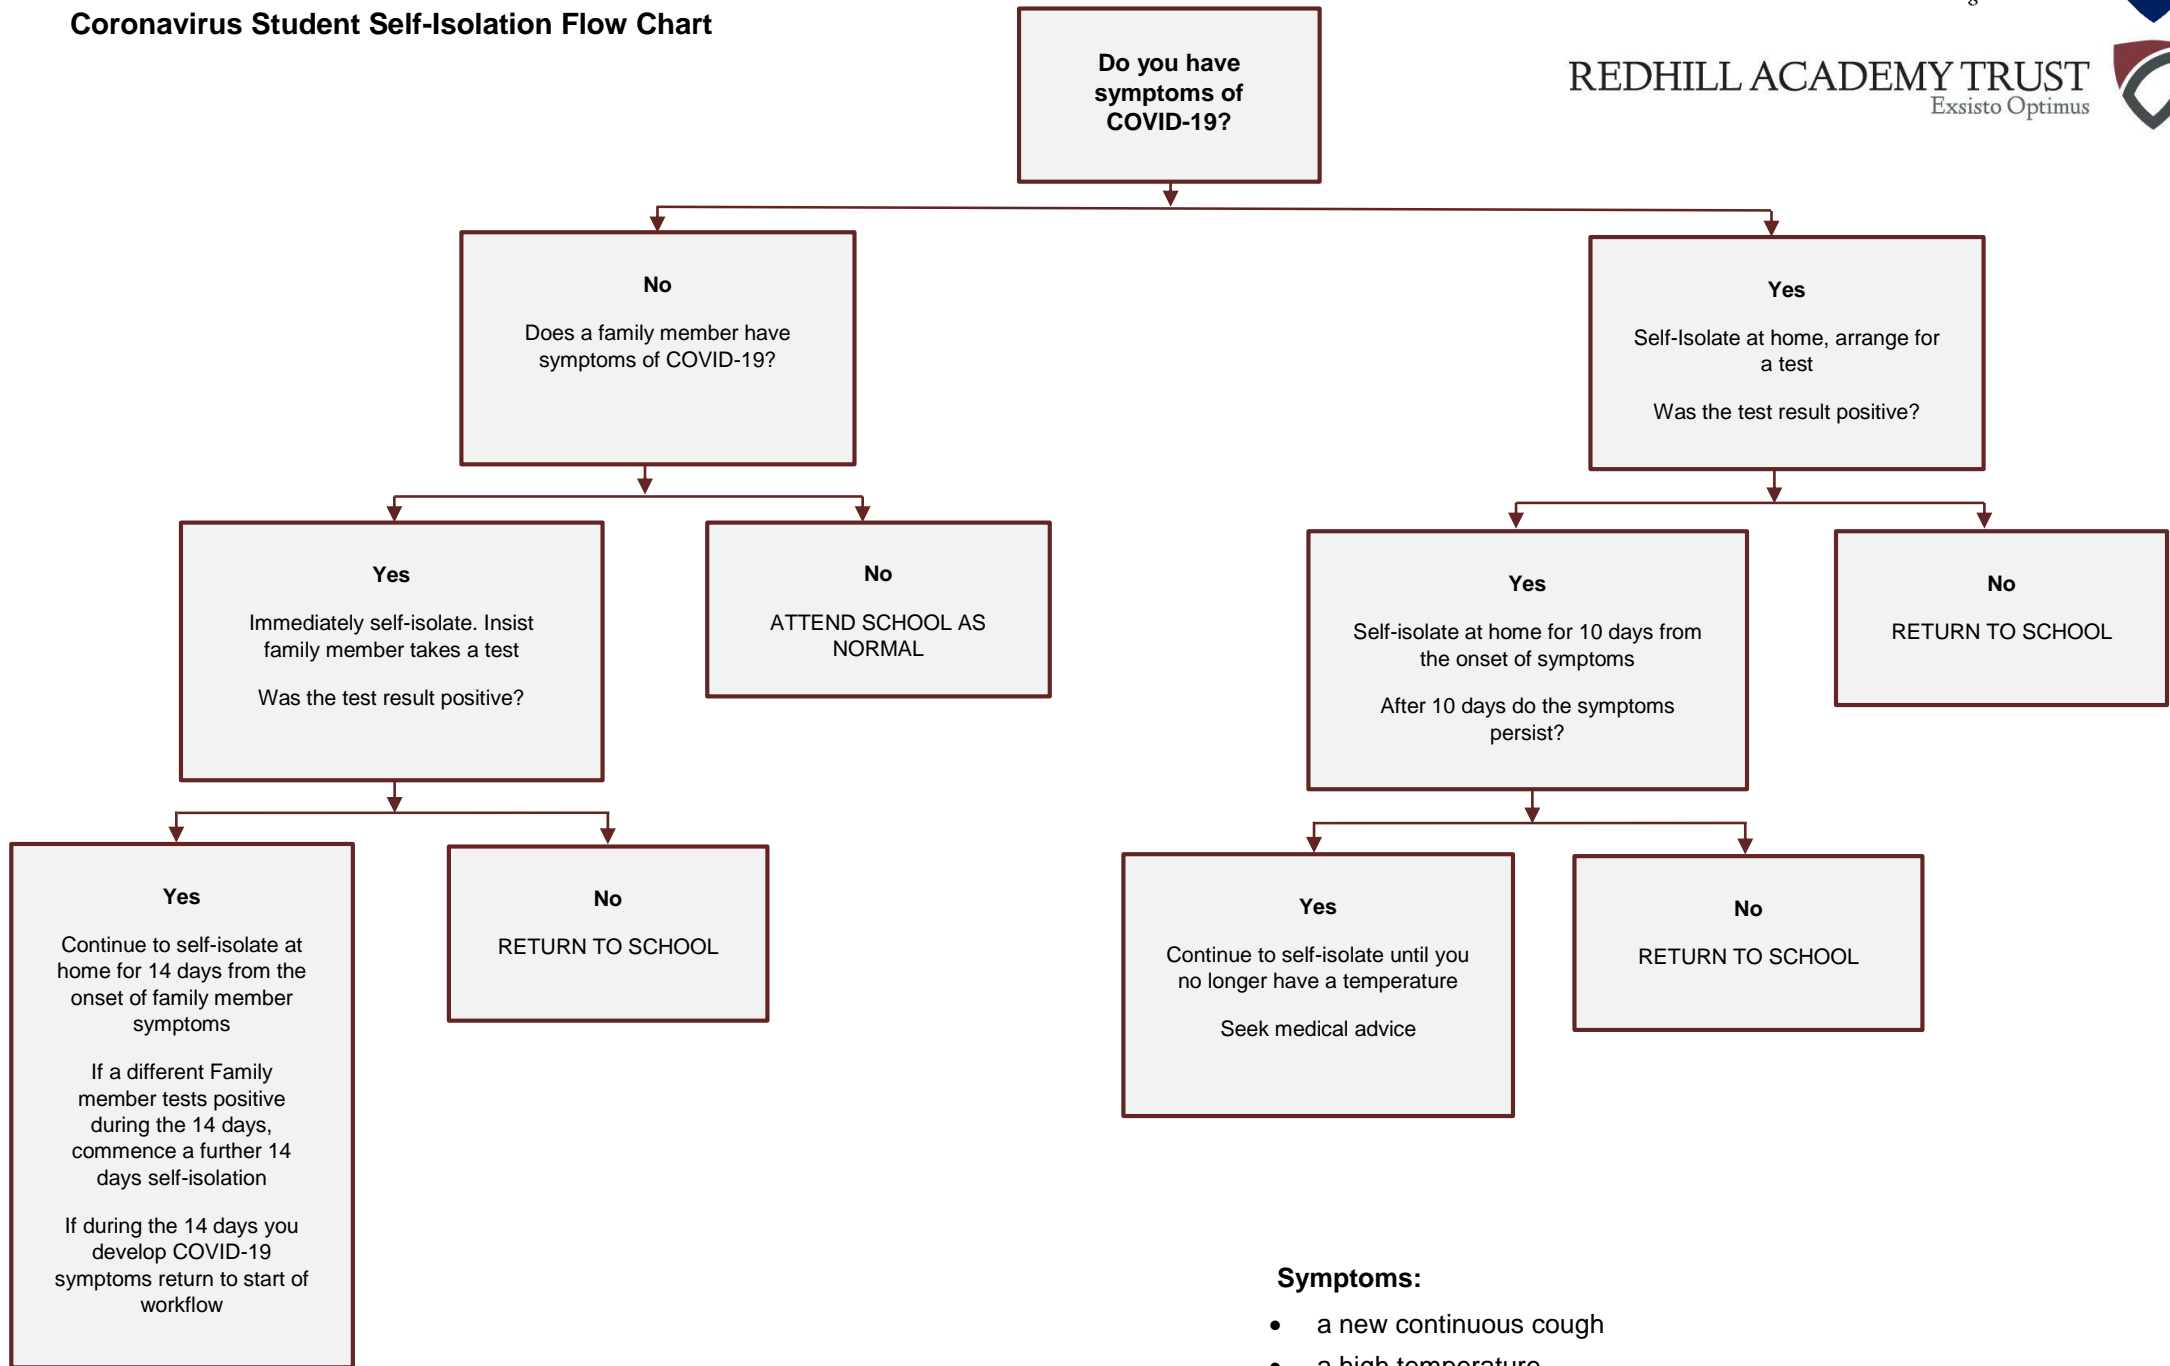 Coronavirus Student Self-Isolation Flow Chart
REDHILL ACADEMY TRUST
Exsisto Optimus
Do you have
symptoms of
COVID-19?
No
Does a family member have
symptoms of COVID-19?
Yes
Self-Isolate at home, arrange for
a test
Was the test result positive?
Yes
Immediately self-isolate. Insist
family member takes a test
Was the test result positive?
No
ATTEND SCHOOL AS
NORMAL
Yes
Self-isolate at home for 10 days from
the onset of symptoms
After 10 days do the symptoms
persist?
No
RETURN TO SCHOOL
Yes
Continue to self-isolate at
home for 14 days from the
onset of family member
symptoms
If a different Family
member tests positive
during the 14 days,
commence a further 14
days self-isolation
If during the 14 days you
develop COVID-19
symptoms return to start of
workflow
No
RETURN TO SCHOOL
Yes
Continue to self-isolate until you
no longer have a temperature
Seek medical advice
No
RETURN TO SCHOOL
Symptoms:
• a new continuous cough
• a high temperature